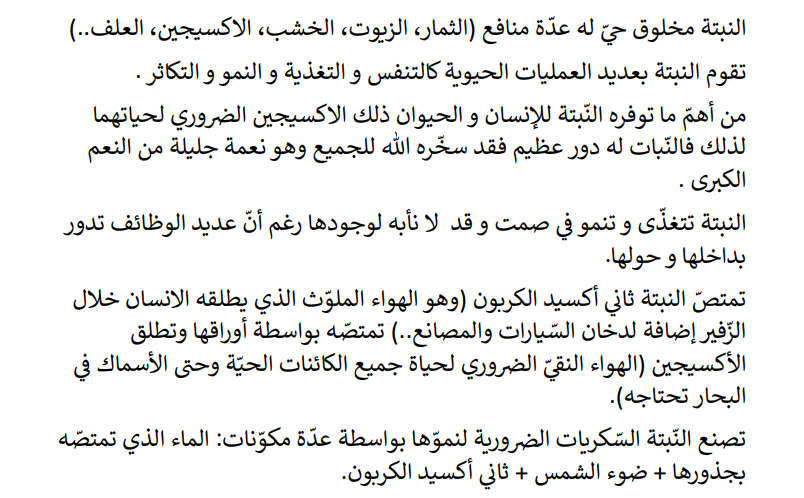 النبتة مخلوق حيّ له عدّة منافع (الثمار، الزيوت، الخشب، الاكسيجين، العلف..)
تقوم النبتة بعديد العمليات الحيوية كالتنفس و التغذية و النمو و التكاثر .
من أهمّ ما توفره النّبتة للإنسان و الحيوان ذلك الاكسيجين الضروري لحياتهما
لذلك فالنّبات له دور عظيم فقد سخّره الله للجميع وهو نعمة جليلة من النعم
الكبرى .
النبتة تتغذّى و تنمو في صمت و قد لا نأبه لوجودها رغم أنّ عديد الوظائف تدور
بداخلها و حولها.
تمتصّ النبتة ثاني أكسيد الكربون (وهو الهواء الملوّث الذي يطلقه الانسان خلال
الزّفير إضافة لدخان السّيارات والمصانع..) تمتصّه بواسطة أوراقها وتطلق
الأكسيجين (الهواء النقيّ الضروري لحياة جميع الكائنات الحيّة وحتى الأسماك في
البحار تحتاجه).
تصنع النّبتة السّكريات الضرورية لنموّها بواسطة عدّة مكوّنات: الماء الذي تمتصّه
بجذورها + ضوء الشمس + ثاني أكسيد الكربون.